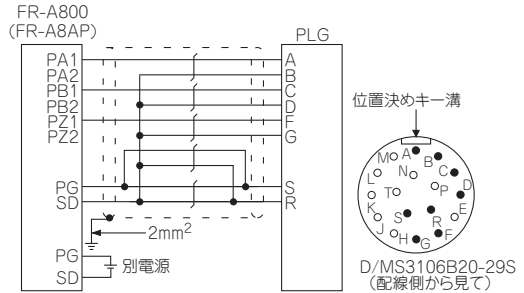 FR-A800
(FR-A8AP)
PLG
PA1
PA2
PB1
PB2
PZ1
PZ2
PG
SD
A
B
C
D
F
G
S
R
2mm²
PG
SD
別電源
位置決めキー溝
M
A
B
L
N
C
K
T
P
D
J
S
R
E
H
G
F
D/MS3106B20-29S
(配線側から見て)